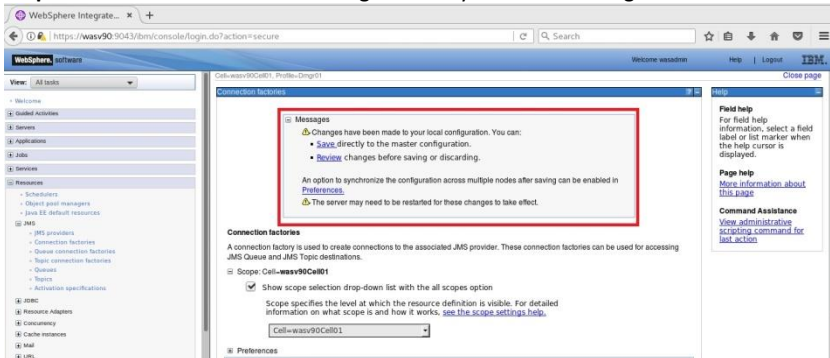 WebSphere Integrate...
https://wasv90:9043/ibm/console/login.do?action=secure
Search
WebSphere. software
Welcome wasadmin
Help | Logout
IBM.
View: All tasks
Cell=wasv90Cell01, Profile=Dmgr01
Close page
Welcome
Guided Activities
Servers
Applications
Jobs
Services
Resources
Schedulers
Object pool managers
Java EE default resources
JMS
JMS providers
Connection factories
Queue connection factories
Topic connection factories
Queues
Topics
Activation specifications
JDBC
Resource Adapters
Concurrency
Cache instances
Mail
URL
Connection factories
Messages
Changes have been made to your local configuration. You can:
Save directly to the master configuration.
Review changes before saving or discarding.
An option to synchronize the configuration across multiple nodes after saving can be enabled in
Preferences.
The server may need to be restarted for these changes to take effect.
Connection factories
A connection factory is used to create connections to the associated JMS provider. These connection factories can be used for accessing
JMS Queue and JMS Topic destinations.
Scope: Cell=wasv90Cell01
Show scope selection drop-down list with the all scopes option
Scope specifies the level at which the resource definition is visible. For detailed
information on what scope is and how it works, see the scope settings help.
Cell=wasv90Cell01
Preferences
Help
Field help
For field help
information, select a field
label or list marker when
the help cursor is
displayed.
Page help
More information about
this page
Command Assistance
View administrative
scripting command for
last action